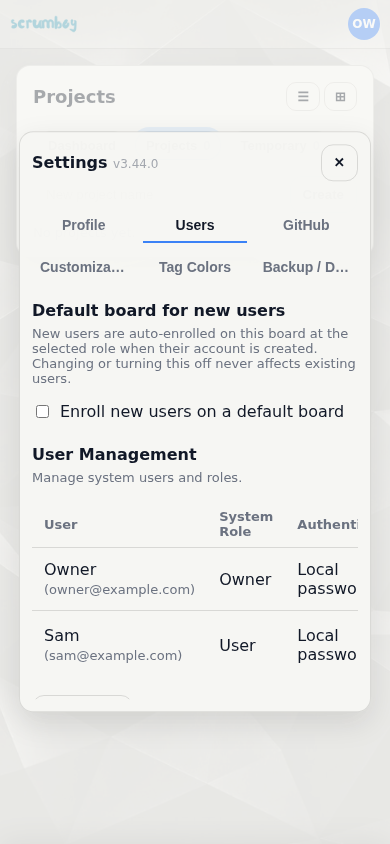 scrumboy
OW
Projects
☰
⊞
Settings v3.44.0
✕
Profile
Users
GitHub
Customiza…
Tag Colors
Backup / D…
Default board for new users
New users are auto-enrolled on this board at the
selected role when their account is created.
Changing or turning this off never affects existing
users.
Enroll new users on a default board
User Management
Manage system users and roles.
User
System
Role
Authenti
Owner
(owner@example.com)
Owner
Local
passwo
Sam
(sam@example.com)
User
Local
passwo